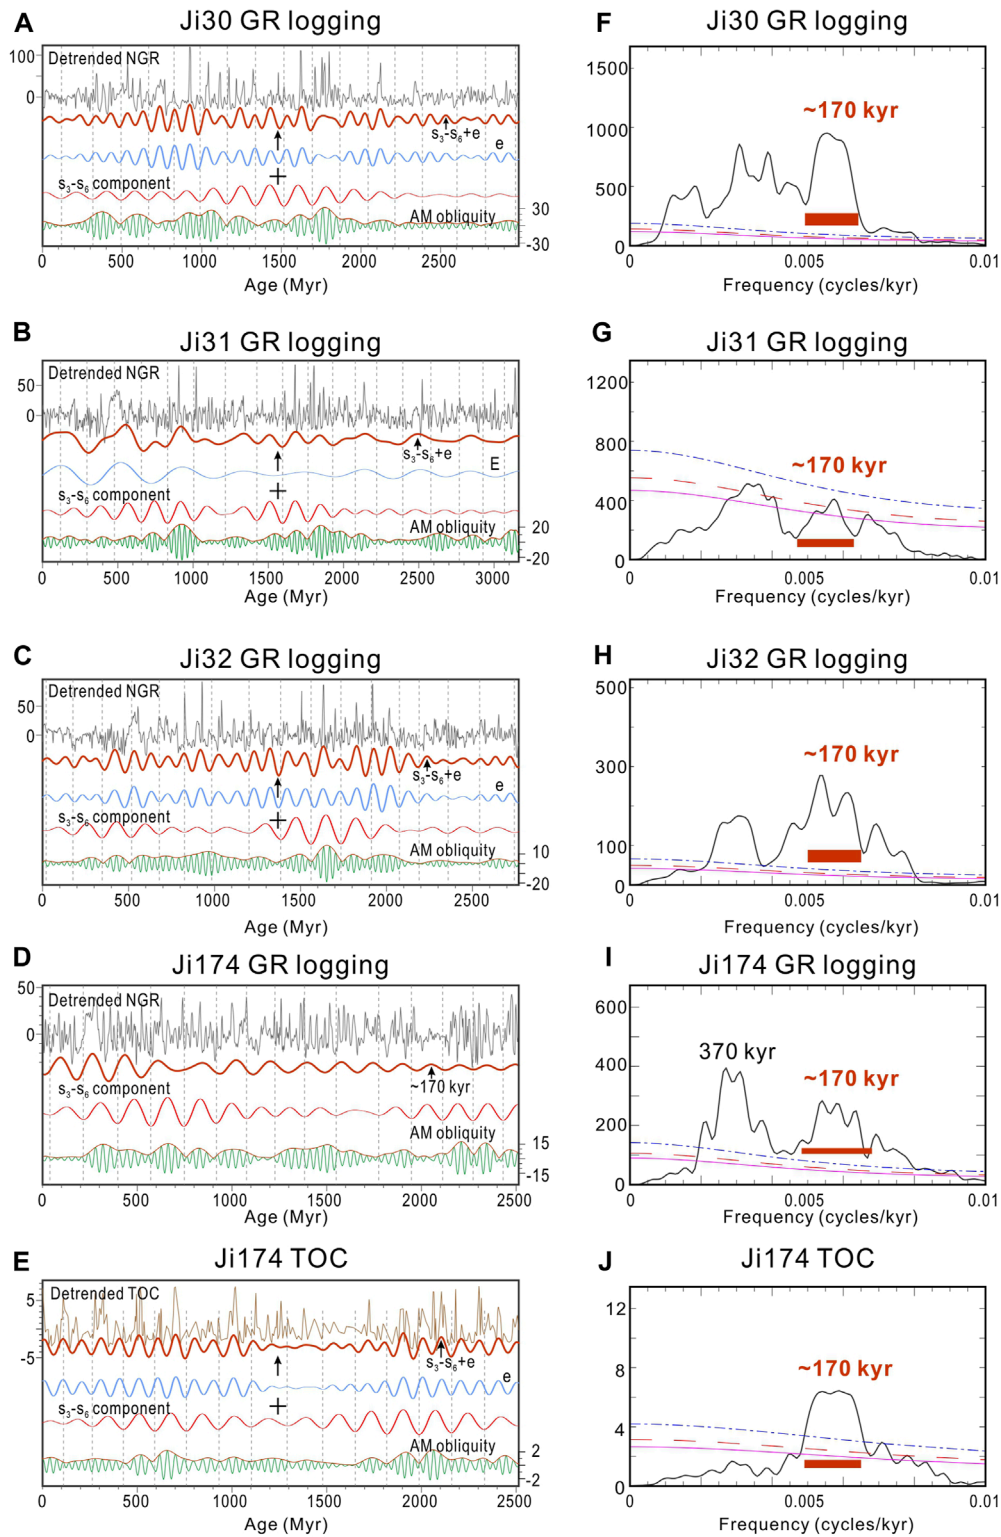 A
Ji30 GR logging
Detrended NGR
100
0
s3-s6+e
e
s3-s6 component
AM obliquity
30
-30
0 500 1000 1500 2000 2500
Age (Myr)
F
Ji30 GR logging
1500
1000
500
0
~170 kyr
0 0.005 0.01
Frequency (cycles/kyr)
B
Ji31 GR logging
Detrended NGR
50
0
s3-s6+e
E
s3-s6 component
AM obliquity
20
-20
0 500 1000 1500 2000 2500 3000
Age (Myr)
G
Ji31 GR logging
1200
800
400
0
~170 kyr
0 0.005 0.01
Frequency (cycles/kyr)
C
Ji32 GR logging
Detrended NGR
50
0
s3-s6+e
e
s3-s6 component
AM obliquity
10
-20
0 500 1000 1500 2000 2500
Age (Myr)
H
Ji32 GR logging
500
300
100
0
~170 kyr
0 0.005 0.01
Frequency (cycles/kyr)
D
Ji174 GR logging
50
Detrended NGR
0
~170 kyr
s3-s6 component
AM obliquity
15
-15
0 500 1000 1500 2000 2500
Age (Myr)
I
Ji174 GR logging
600
400
200
0
370 kyr
~170 kyr
0 0.005 0.01
Frequency (cycles/kyr)
E
Ji174 TOC
Detrended TOC
5
-5
s3-s6+e
e
s3-s6 component
AM obliquity
2
-2
0 500 1000 1500 2000 2500
Age (Myr)
J
Ji174 TOC
12
8
4
0
~170 kyr
0 0.005 0.01
Frequency (cycles/kyr)